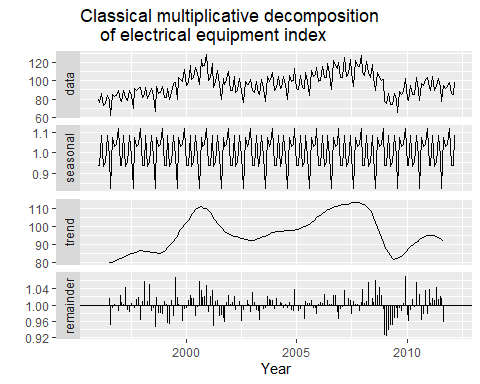 Classical multiplicative decomposition
of electrical equipment index
data
120
100
80
60
seasonal
1.1
1.0
0.9
trend
110
100
90
80
remainder
1.04
1.00
0.96
0.92
2000 2005 2010
Year